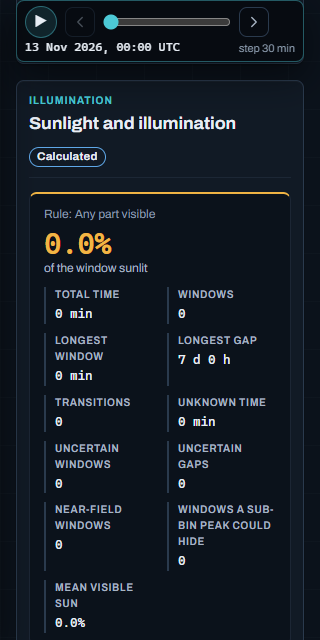 13 Nov 2026, 00:00 UTC
step 30 min
ILLUMINATION
Sunlight and illumination
Calculated
Rule: Any part visible
0.0%
of the window sunlit
TOTAL TIME
0 min
WINDOWS
0
LONGEST
WINDOW
0 min
LONGEST GAP
7 d 0 h
TRANSITIONS
0
UNKNOWN TIME
0 min
UNCERTAIN
WINDOWS
0
UNCERTAIN
GAPS
0
NEAR-FIELD
WINDOWS
0
WINDOWS A SUB-
BIN PEAK COULD
HIDE
0
MEAN VISIBLE
SUN
0.0%